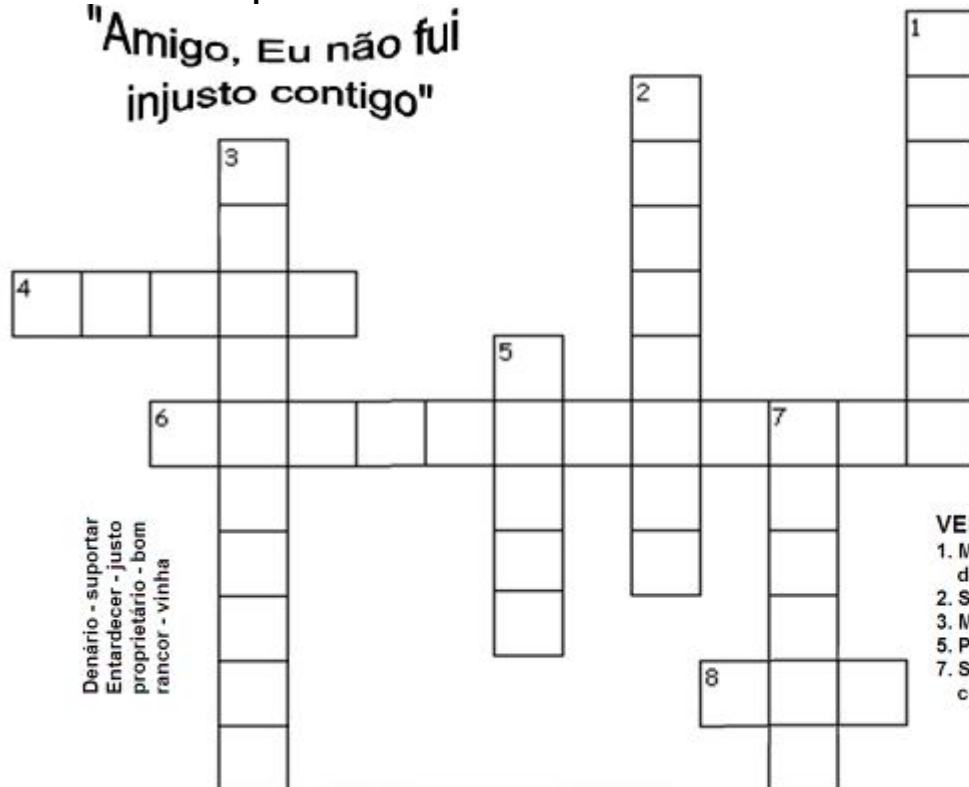 "Amigo, Eu não fui
injusto contigo"
1
2
3
4
5
6
7
8
Denário - suportar
Entardecer - justo
proprietário - bom
rancor - vinha
VE
1. M
d
2. S
3. M
5. P
7. S
c